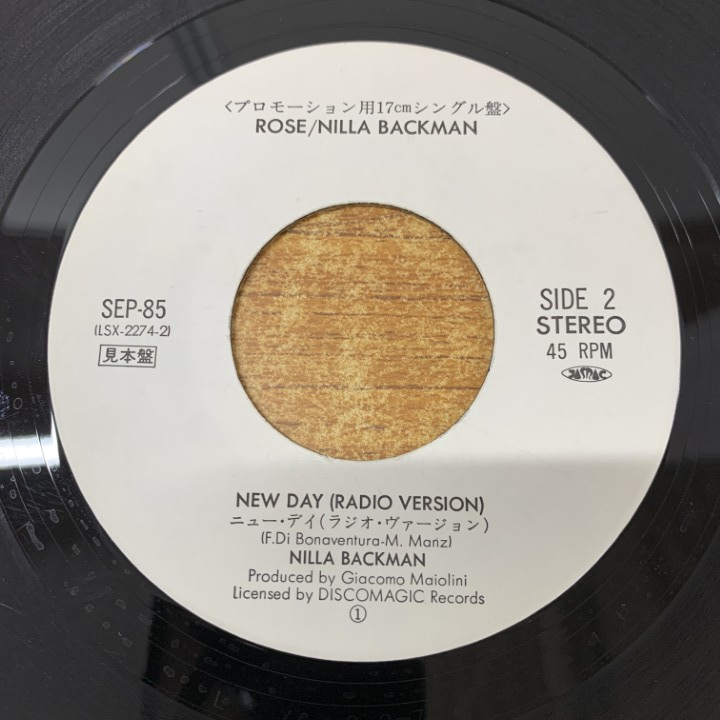 <プロモーション用17cmシングル盤>
ROSE/NILLA BACKMAN
SEP-85
(LSX-2274-2)
見本盤
SIDE 2
STEREO
45 RPM
JASRAC
NEW DAY (RADIO VERSION)
ニュー・デイ(ラジオ・ヴァージョン)
(F.Di Bonaventura-M. Manz)
NILLA BACKMAN
Produced by Giacomo Maiolini
Licensed by DISCOMAGIC Records
①